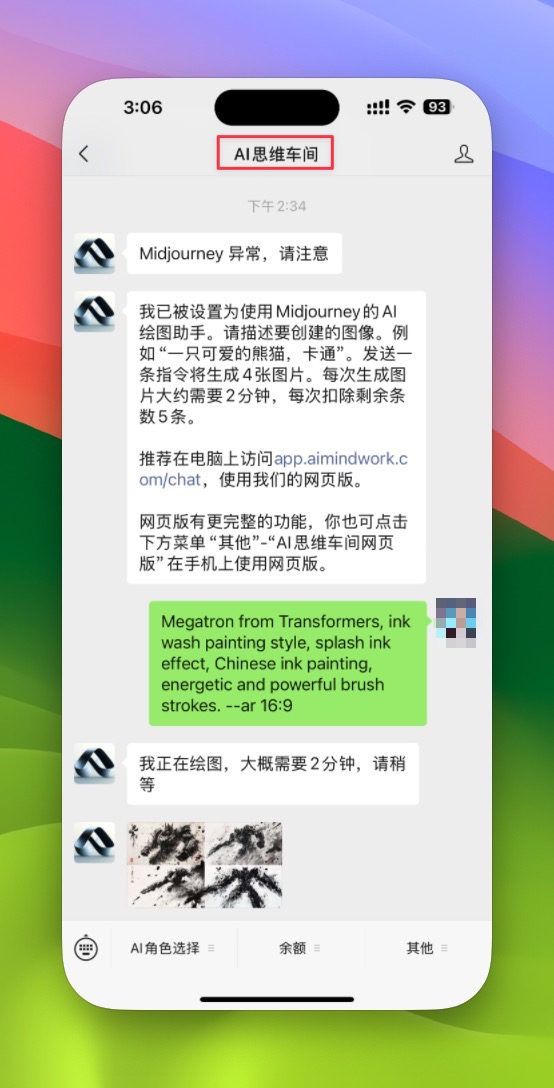 3:06
93
AI思维车间
下午2:34
Midjourney 异常，请注意
我已被设置为使用Midjourney的AI
绘图助手。请描述要创建的图像。例
如“一只可爱的熊猫，卡通”。发送一
条指令将生成4张图片。每次生成图
片大约需要2分钟，每次扣除剩余条
数5条。
推荐在电脑上访问app.aimindwork.c
om/chat，使用我们的网页版。
网页版有更完整的功能，你也可点击
下方菜单“其他”-“AI思维车间网页
版”在手机上使用网页版。
Megatron from Transformers, ink
wash painting style, splash ink
effect, Chinese ink painting,
energetic and powerful brush
strokes. --ar 16:9
我正在绘图，大概需要2分钟，请稍
等
AI角色选择
余额
其他